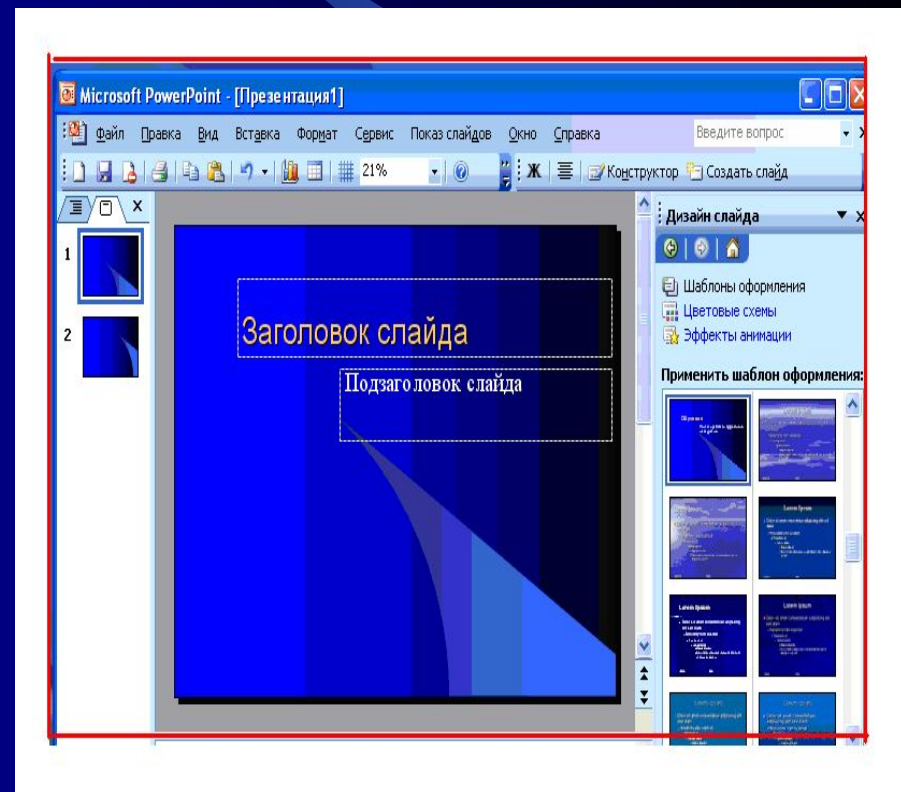 Microsoft PowerPoint - [Презентация1]
Файл Правка Вид Вставка Формат Сервис Показ слайдов Окно Справка Введите вопрос
21% Ж Конструктор Создать слайд
Дизайн слайда
1
2
Заголовок слайда
Подзаголовок слайда
Шаблоны оформления
Цветовые схемы
Эффекты анимации
Применить шаблон оформления: